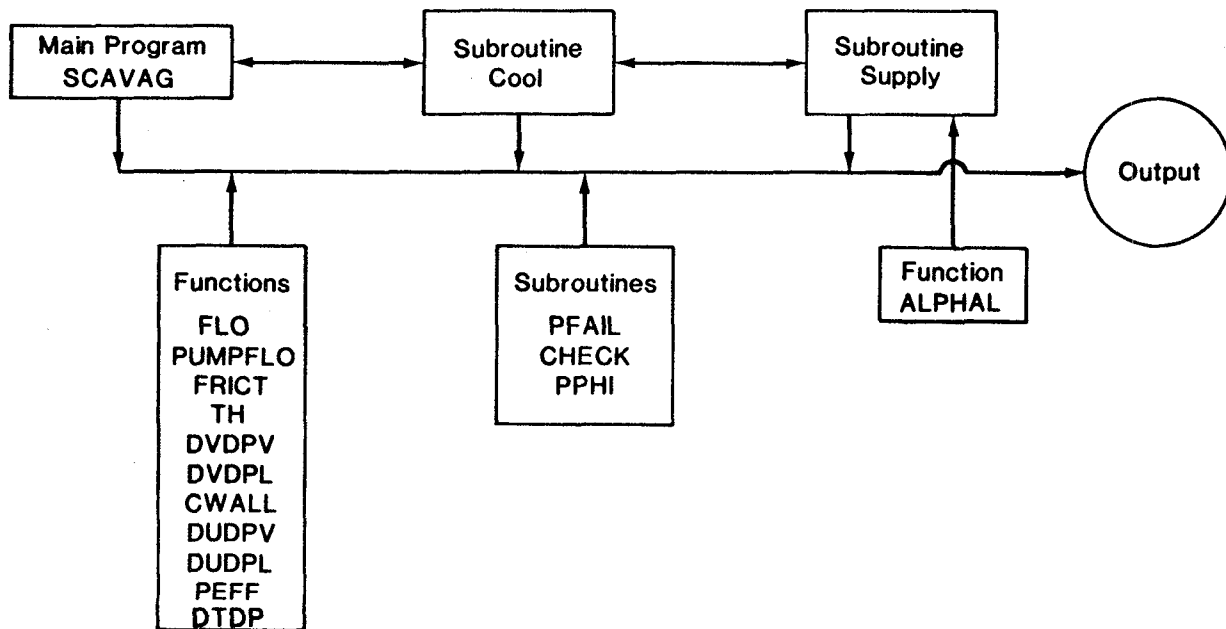 Main Program
SCAVAG
Subroutine
Cool
Subroutine
Supply
Output
Functions
FLO
PUMPFLO
FRICT
TH
DVDPV
DVDPL
CWALL
DUDPV
DUDPL
PEFF
DTDP
Subroutines
PFAIL
CHECK
PPHI
Function
ALPHAL